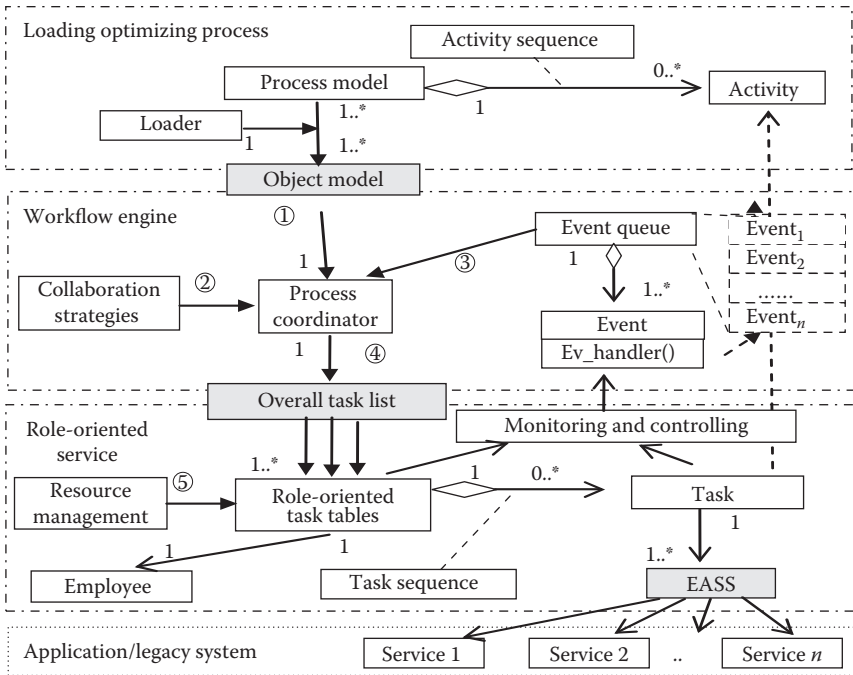 Loading optimizing process
Activity sequence
Process model
1..*
1
0..*
Activity
Loader
1
1..*
Object model
Workflow engine
①
Event queue
1
Event₁
Event₂
......
Eventₙ
③
②
Collaboration
strategies
1
Process
coordinator
1
④
1..*
Event
Ev_handler()
Overall task list
Role-oriented
service
Monitoring and controlling
1..*
1
0..*
⑤
Resource
management
Role-oriented
task tables
Task
1
1
1
1..*
Employee
Task sequence
EASS
Application/legacy system
Service 1
Service 2
..
Service n